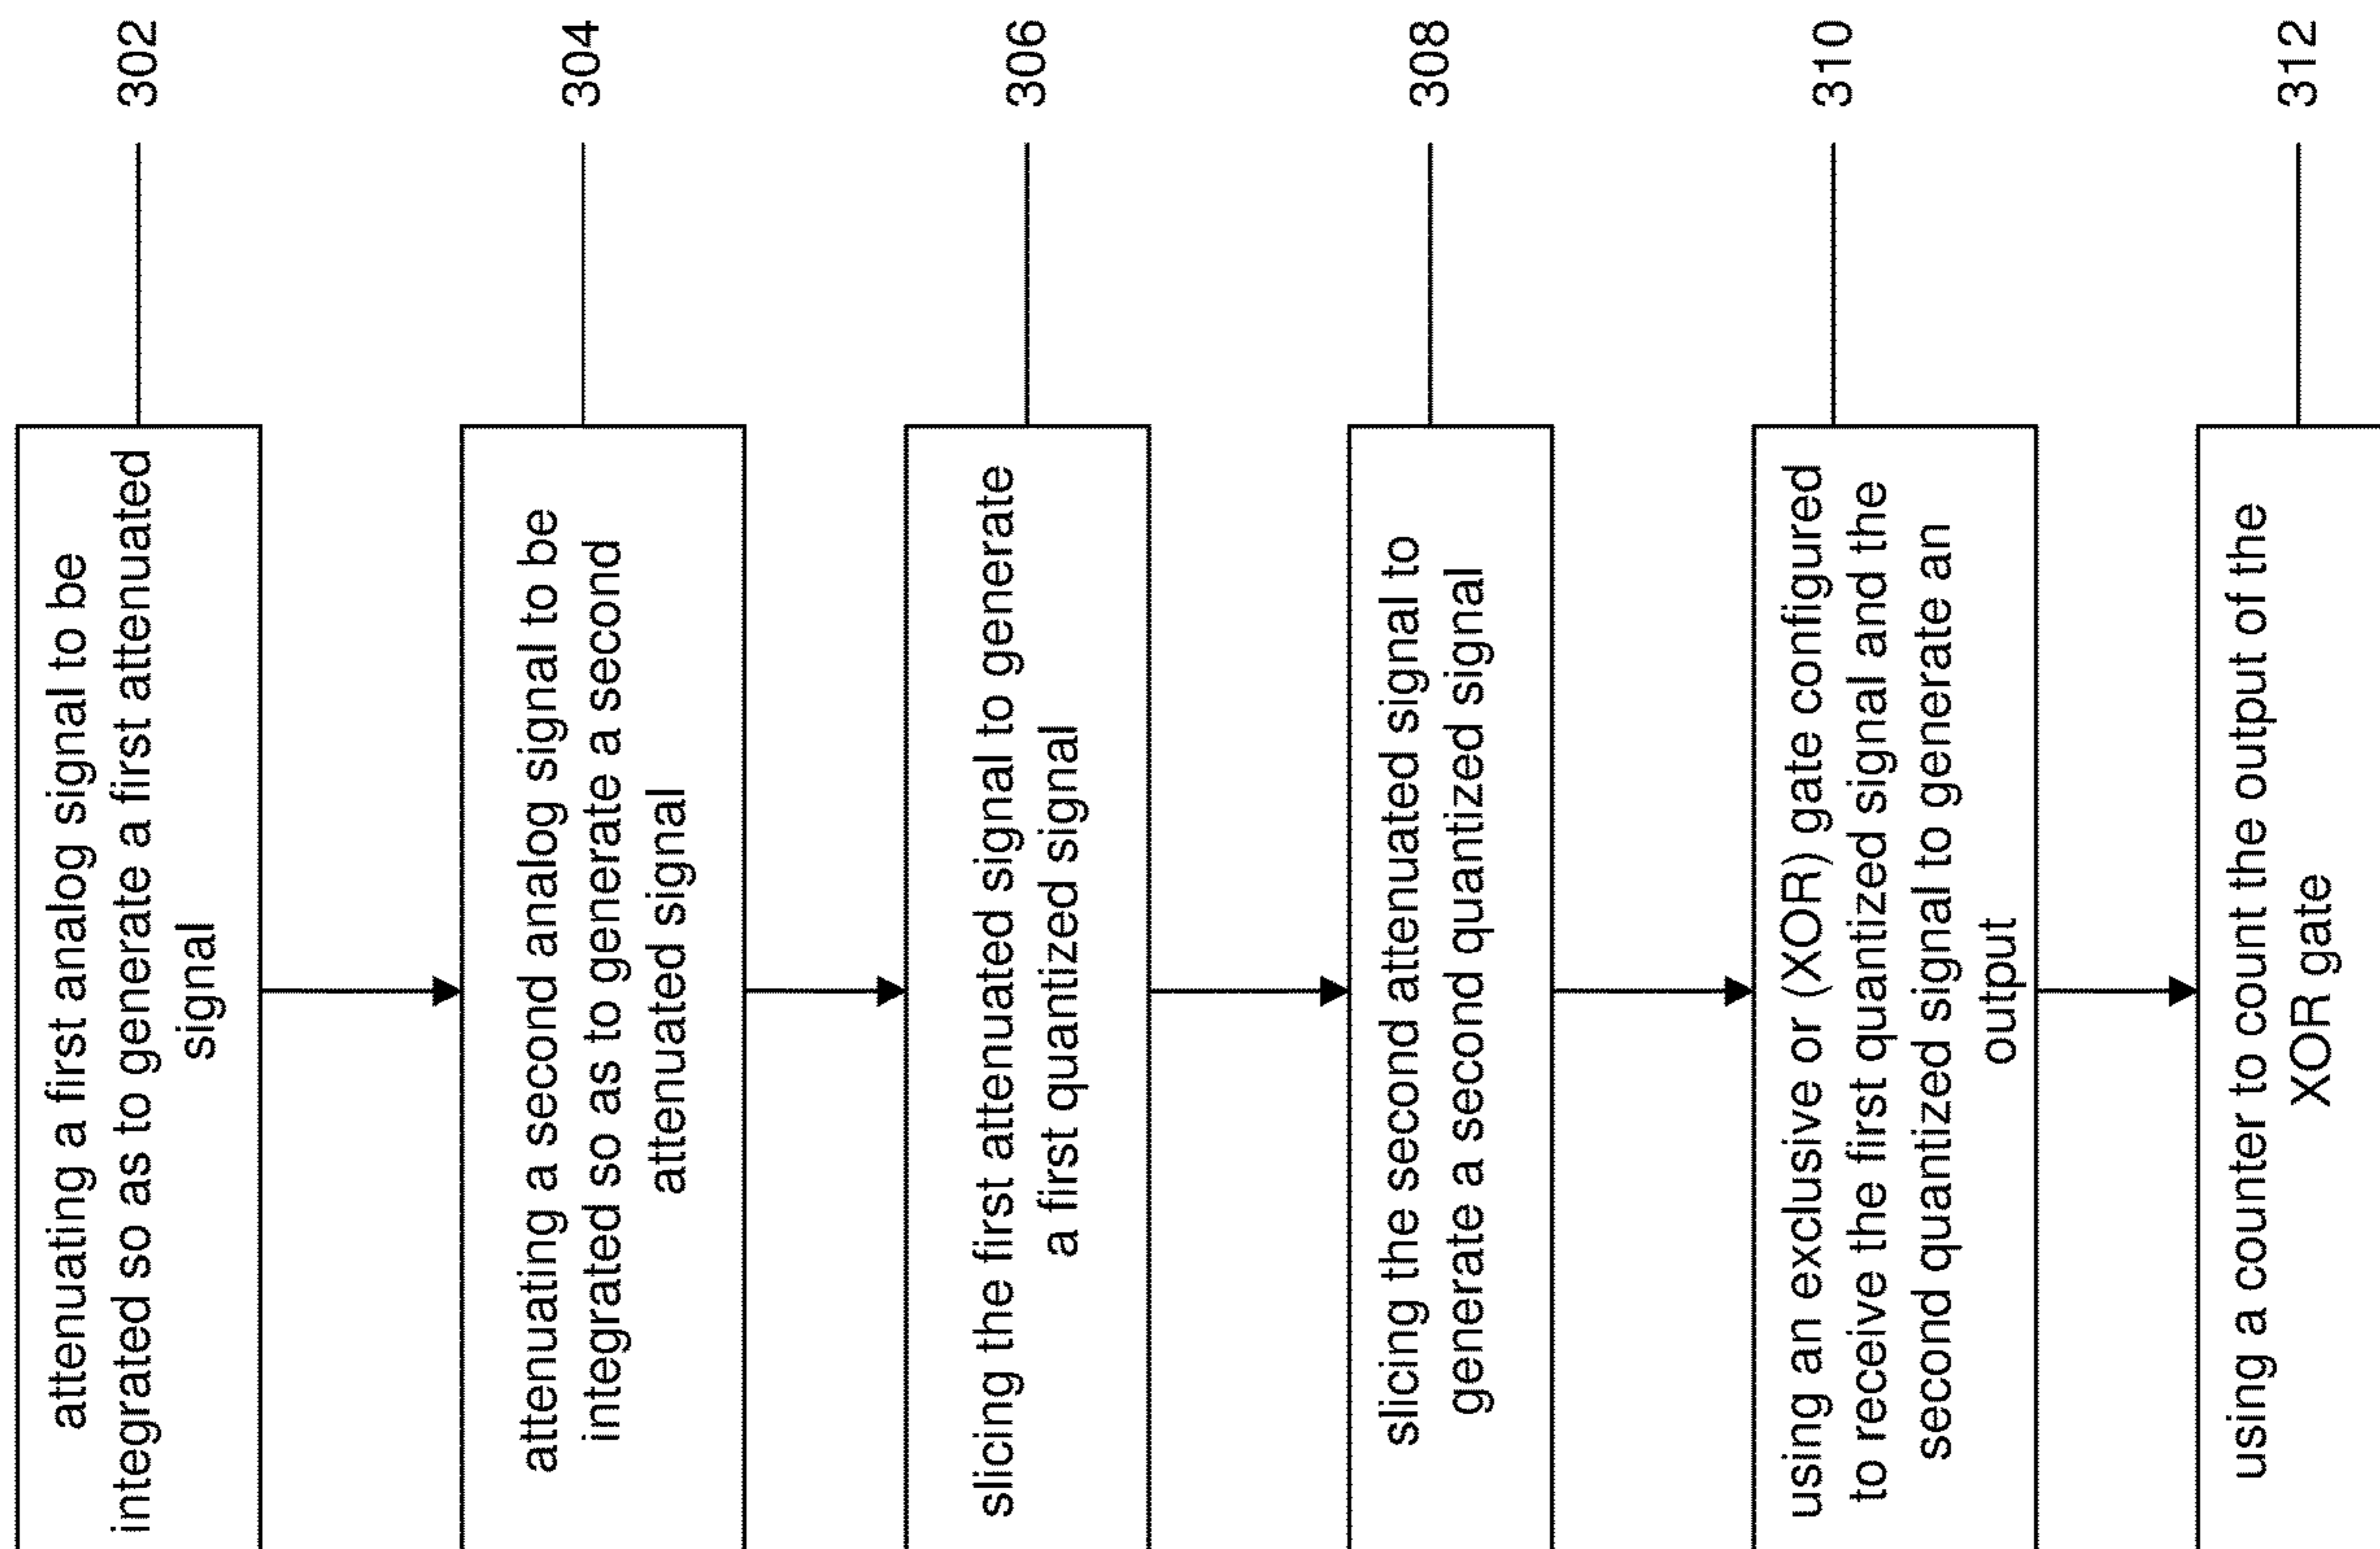 attenuating a first analog signal to be
integrated so as to generate a first attenuated
signal
302
attenuating a second analog signal to be
integrated so as to generate a second
attenuated signal
304
slicing the first attenuated signal to generate
a first quantized signal
306
slicing the second attenuated signal to
generate a second quantized signal
308
using an exclusive or (XOR) gate configured
to receive the first quantized signal and the
second quantized signal to generate an
output
310
using a counter to count the output of the
XOR gate
312